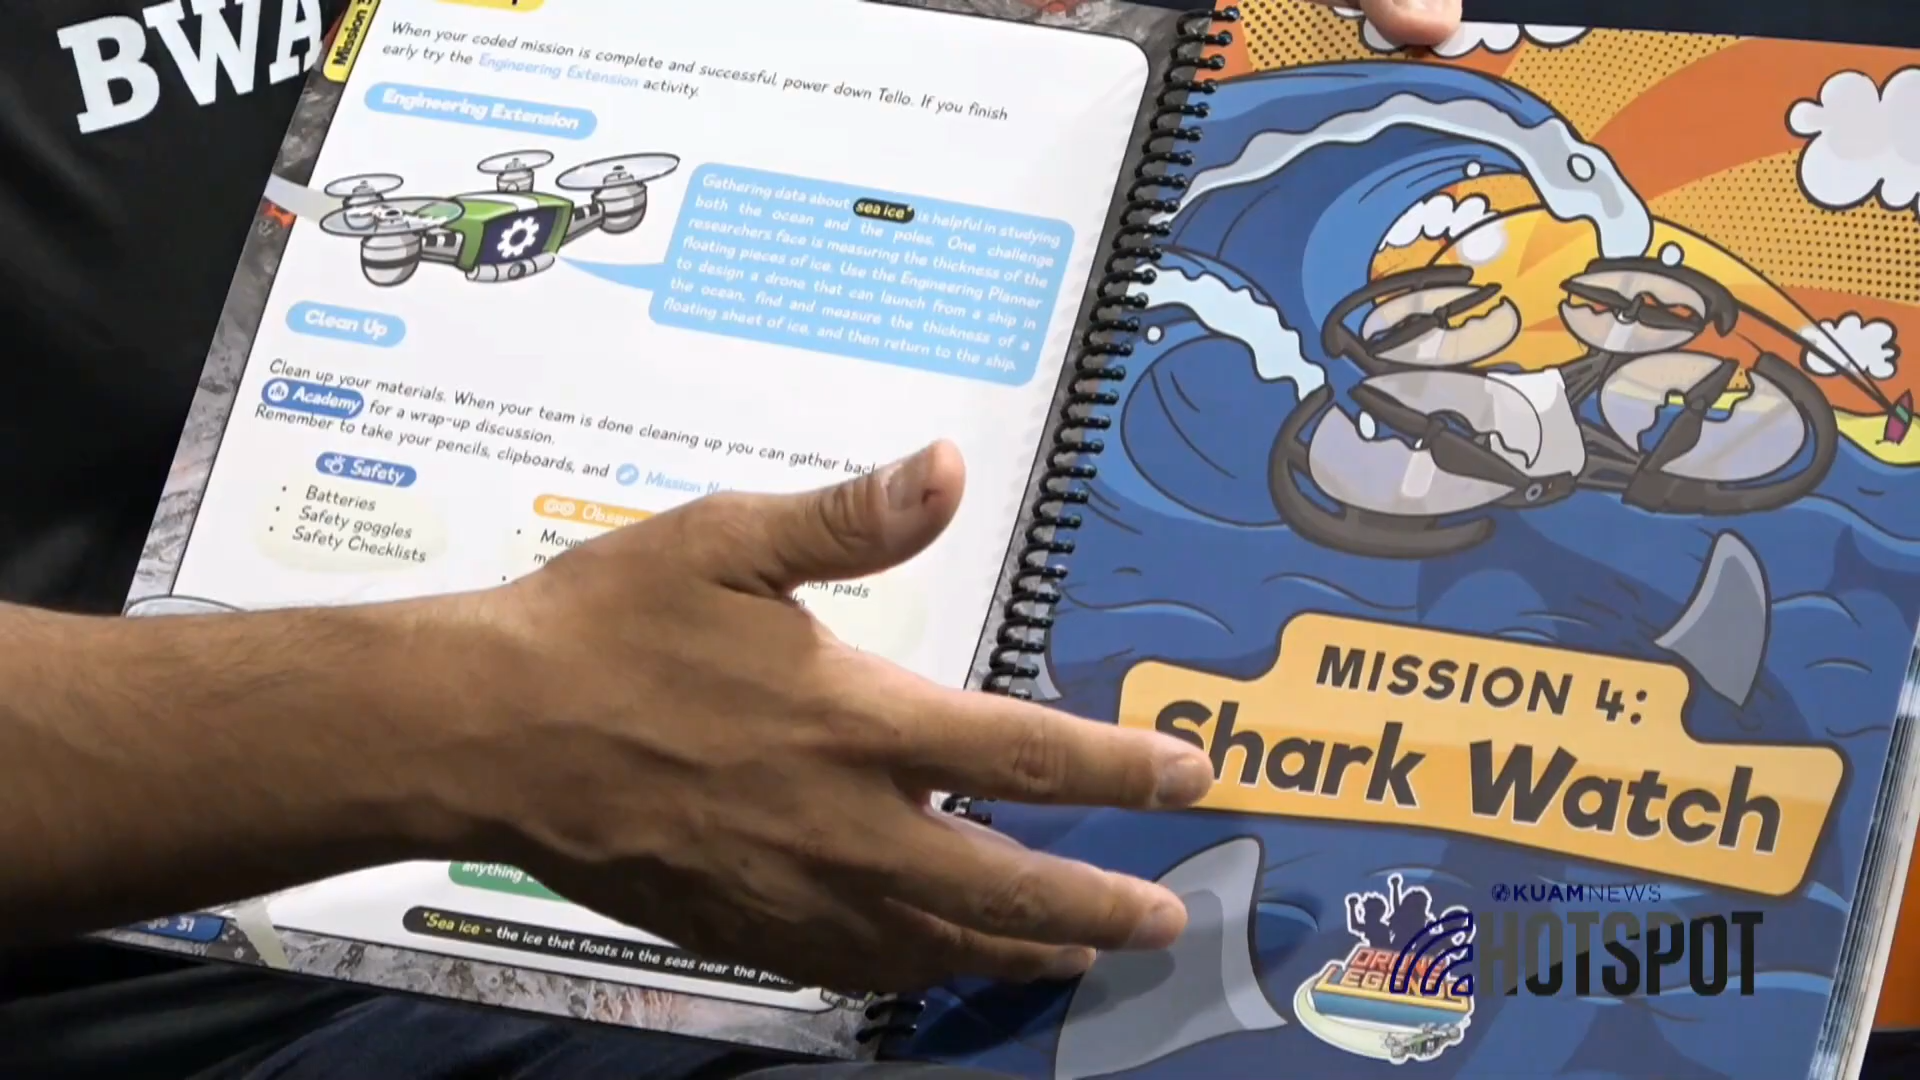 BWA
Mission 3
When your coded mission is complete and successful, power down Tello. If you finish
early try the Engineering Extension activity.
Engineering Extension
Gathering data about sea ice* is helpful in studying
both the ocean and the poles. One challenge
researchers face is measuring the thickness of the
floating pieces of ice. Use the Engineering Planner
to design a drone that can launch from a ship in
the ocean, find and measure the thickness of a
floating sheet of ice, and then return to the ship.
Clean Up
Clean up your materials. When your team is done cleaning up you can gather back
Academy for a wrap-up discussion.
Remember to take your pencils, clipboards, and Mission
Safety
• Batteries
• Safety goggles
• Safety Checklists
pads
anything
31
*Sea ice - the ice that floats in the seas near the
MISSION 4:
Shark Watch
DRONE
LEGENDS
KUAMNEWS
HOTSPOT